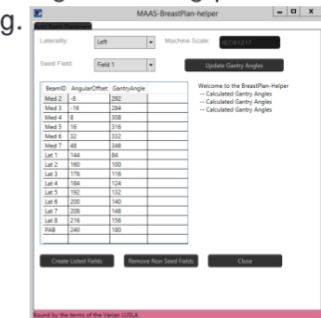 g.
MAAS-BreastPlan-helper
Laterality: Left Machine Scale: IEC61217
Seed Field: Field 1 Update Gantry Angles
BeamID AngularOffset GantryAngle
Med 2 -8 292
Med 3 -16 284
Med 4 8 308
Med 5 16 316
Med 6 32 332
Med 7 48 348
Lat 1 144 84
Lat 2 160 100
Lat 3 176 116
Lat 4 184 124
Lat 5 192 132
Lat 6 200 140
Lat 7 208 148
Lat 8 216 156
PAB 240 180
Welcome to the BreastPlan-Helper
-- Calculated Gantry Angles
-- Calculated Gantry Angles
-- Calculated Gantry Angles
Create Listed Fields Remove Non Seed Fields Close
Bound by the terms of the Varian LUSLA